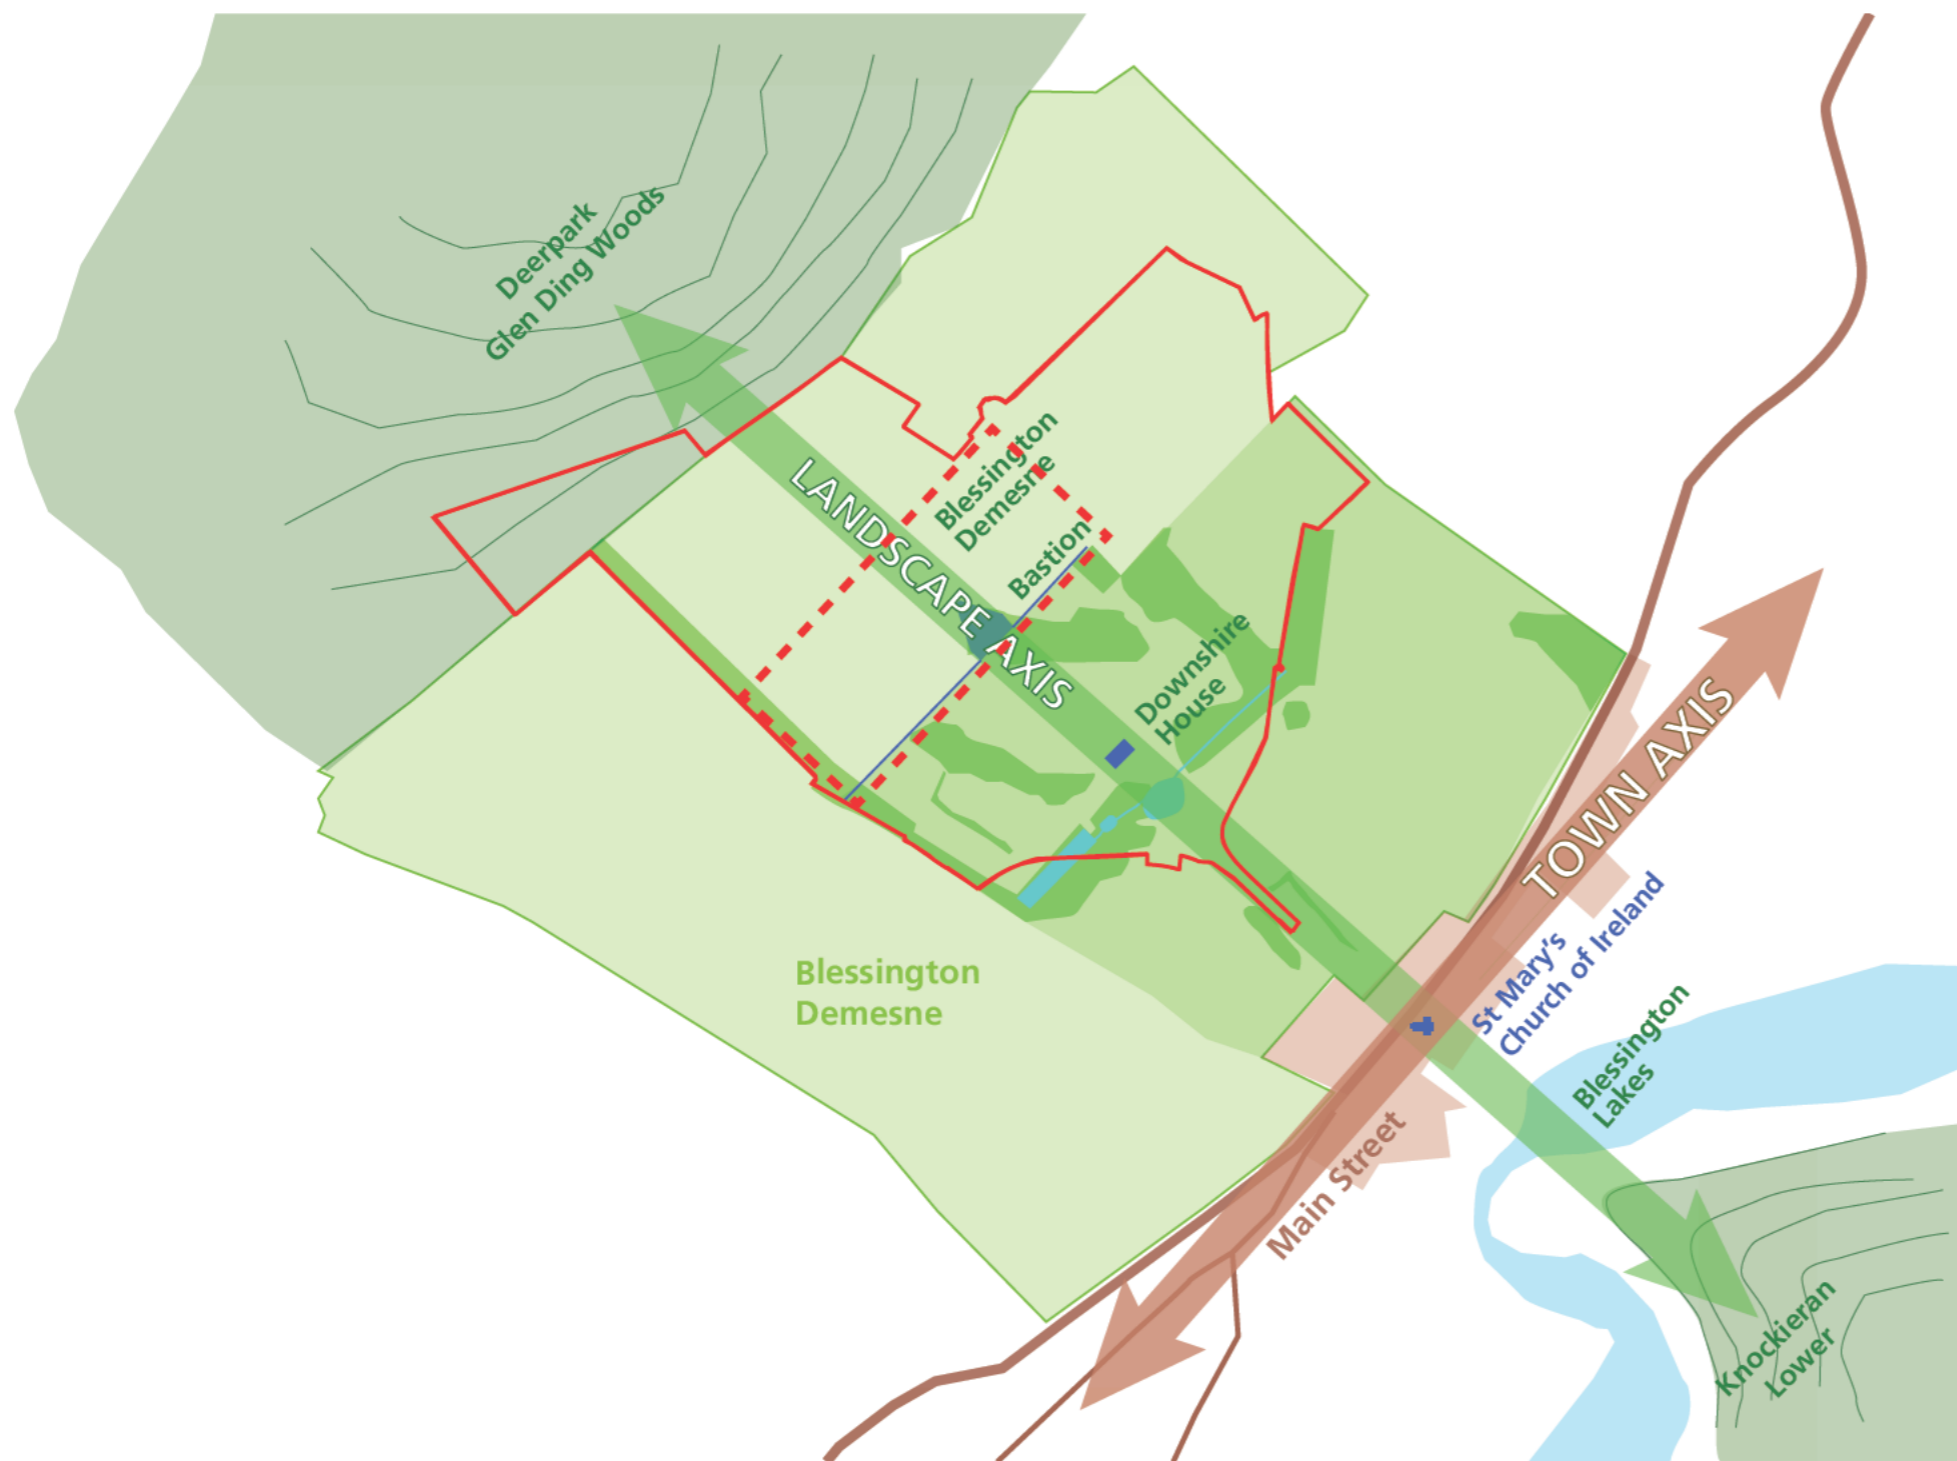 Deerpark
Glen Ding Woods
LANDSCAPE AXIS
Blessington
Demesne
Bastion
Downshire
House
TOWN AXIS
St Mary's
Church of Ireland
Blessington
Demesne
Blessington
Lakes
Main Street
Knockieran
Lower